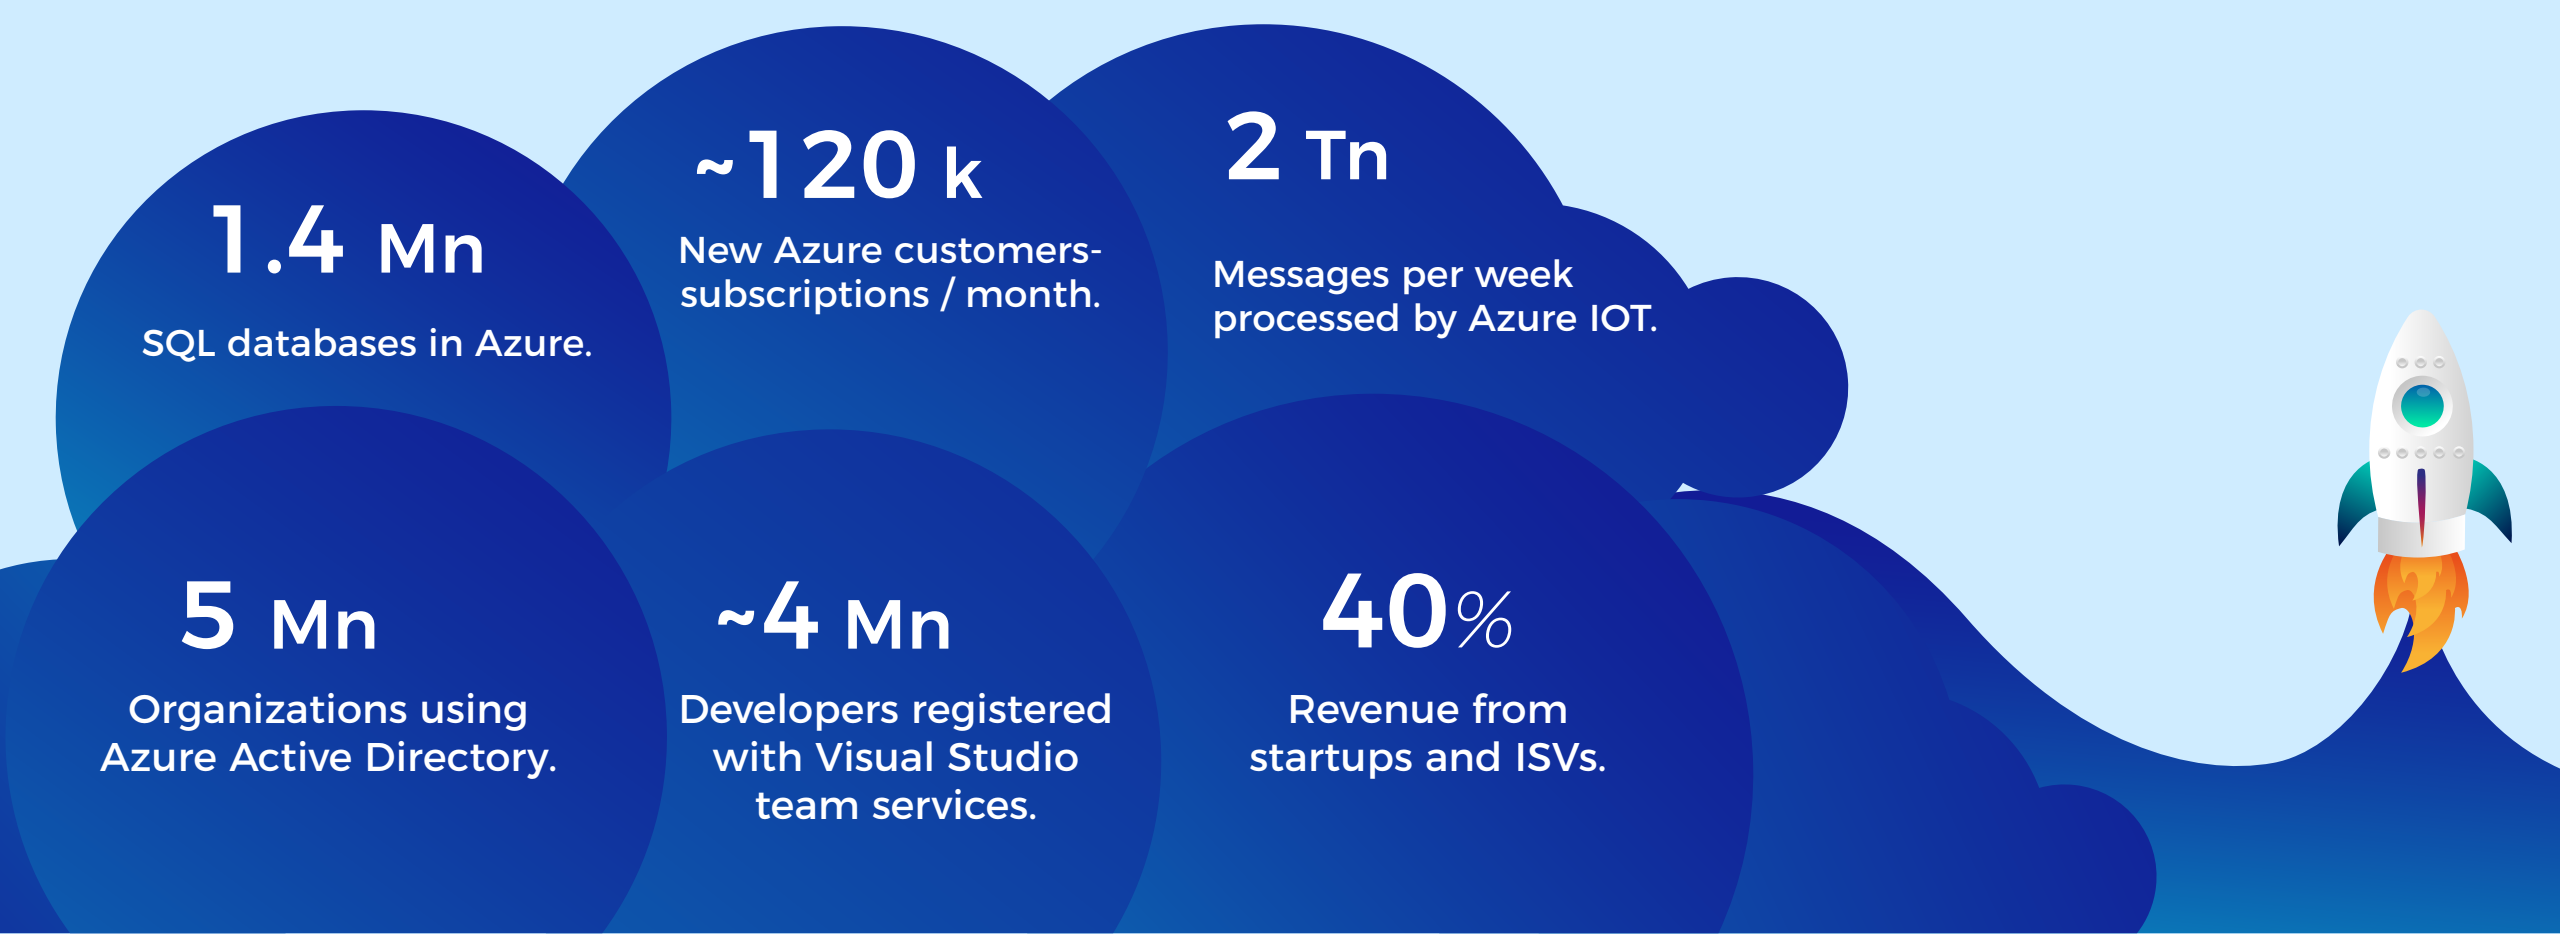 1.4 Mn
SQL databases in Azure.
~120 k
New Azure customers-
subscriptions / month.
2 Tn
Messages per week
processed by Azure IOT.
5 Mn
Organizations using
Azure Active Directory.
~4 Mn
Developers registered
with Visual Studio
team services.
40%
Revenue from
startups and ISVs.